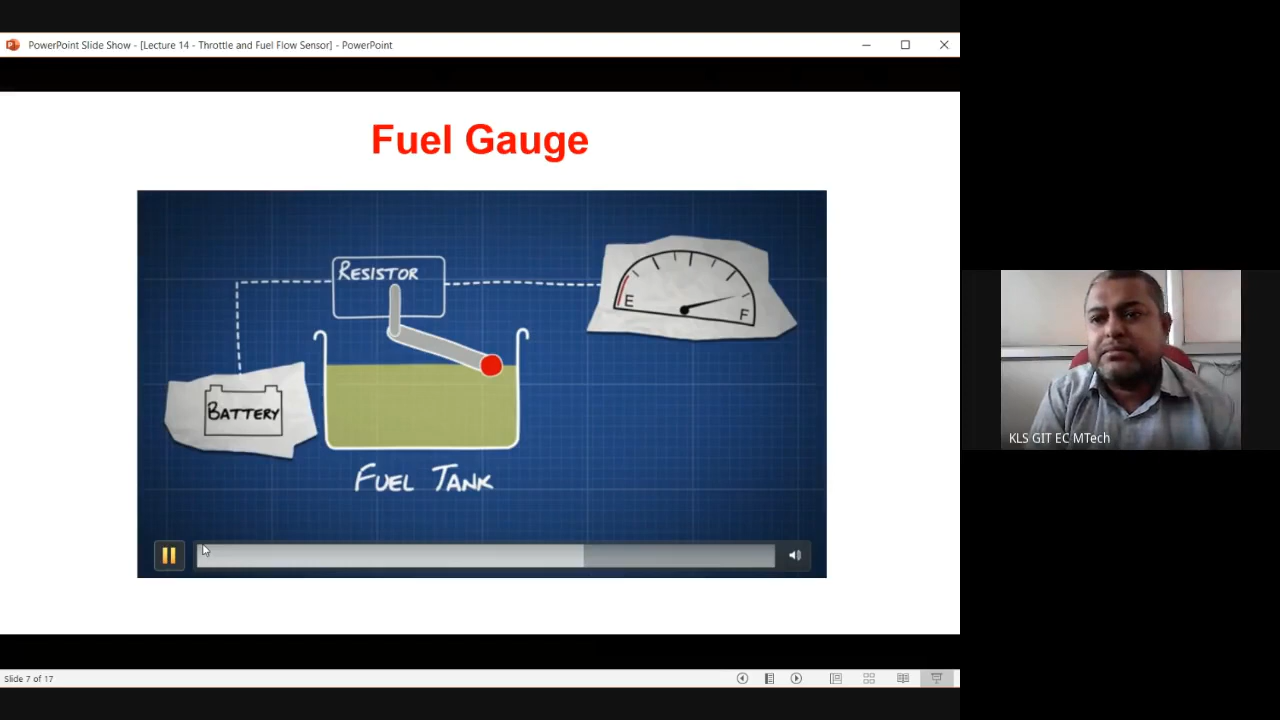 PowerPoint Slide Show - [Lecture 14 - Throttle and Fuel Flow Sensor] - PowerPoint
Fuel Gauge
RESISTOR
E
F
BATTERY
FUEL TANK
KLS GIT EC MTech
Slide 7 of 17